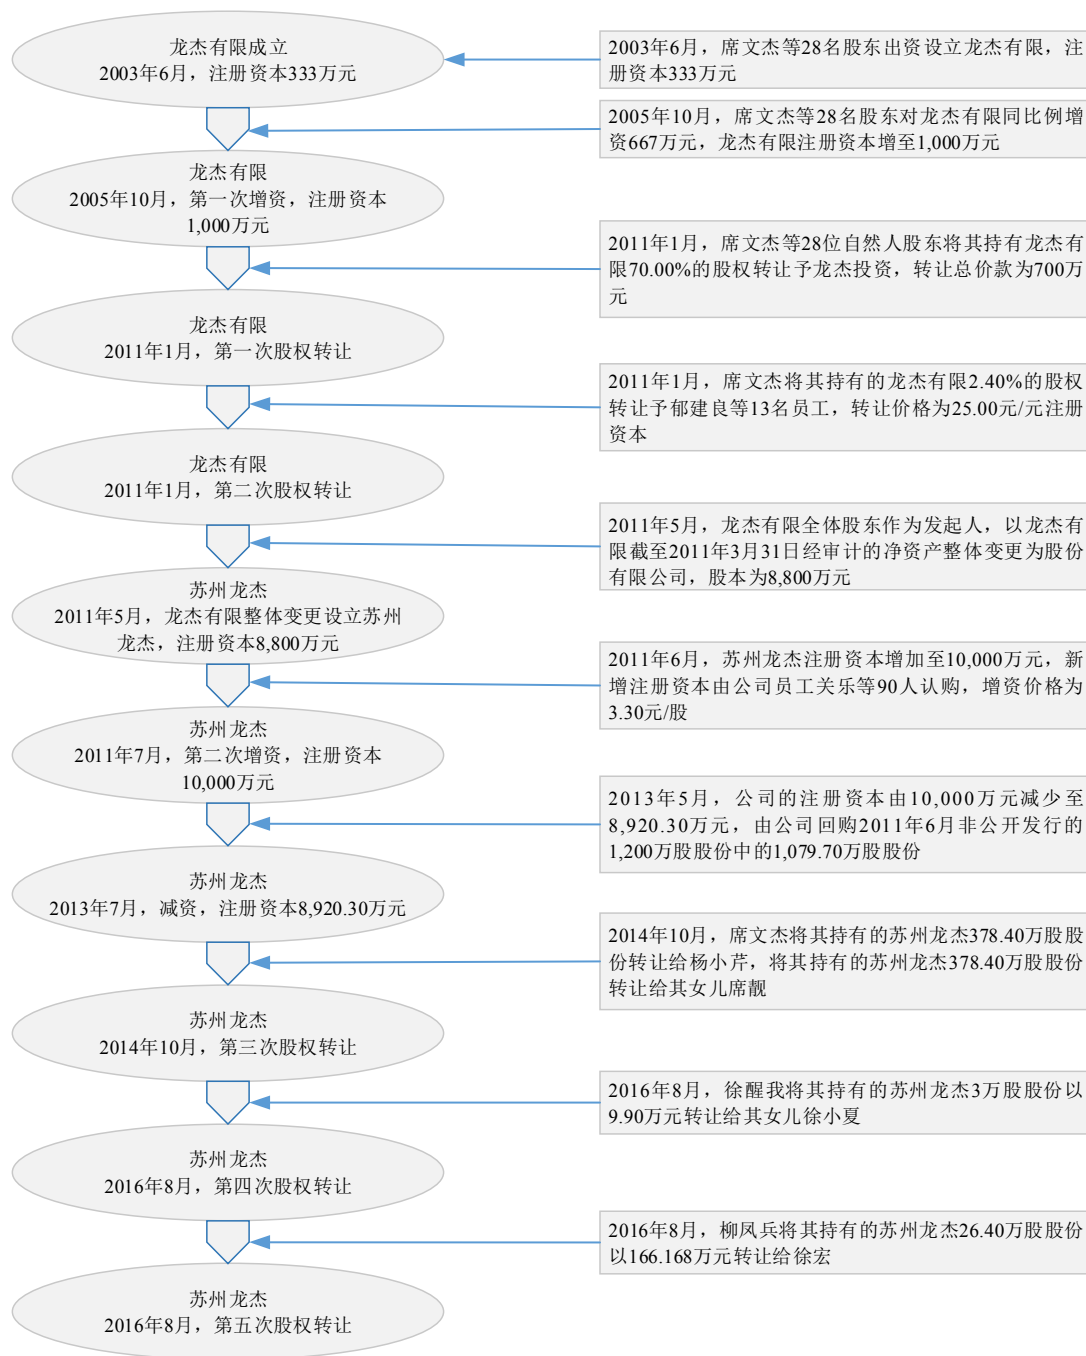 龙杰有限成立
2003年6月，注册资本333万元
2003年6月，席文杰等28名股东出资设立龙杰有限，注
册资本333万元
2005年10月，席文杰等28名股东对龙杰有限同比例增
资667万元，龙杰有限注册资本增至1,000万元
龙杰有限
2005年10月，第一次增资，注册资本
1,000万元
2011年1月，席文杰等28位自然人股东将其持有龙杰有
限70.00%的股权转让予龙杰投资，转让总价款为700万
元
龙杰有限
2011年1月，第一次股权转让
2011年1月，席文杰将其持有的龙杰有限2.40%的股权
转让予郁建良等13名员工，转让价格为25.00元/元注册
资本
龙杰有限
2011年1月，第二次股权转让
2011年5月，龙杰有限全体股东作为发起人，以龙杰有
限截至2011年3月31日经审计的净资产整体变更为股份
有限公司，股本为8,800万元
苏州龙杰
2011年5月，龙杰有限整体变更设立苏州
龙杰，注册资本8,800万元
2011年6月，苏州龙杰注册资本增加至10,000万元，新
增注册资本由公司员工关乐等90人认购，增资价格为
3.30元/股
苏州龙杰
2011年7月，第二次增资，注册资本
10,000万元
2013年5月，公司的注册资本由10,000万元减少至
8,920.30万元，由公司回购2011年6月非公开发行的
1,200万股股份中的1,079.70万股股份
苏州龙杰
2013年7月，减资，注册资本8,920.30万元
2014年10月，席文杰将其持有的苏州龙杰378.40万股股
份转让给杨小芹，将其持有的苏州龙杰378.40万股股份
转让给其女儿席靓
苏州龙杰
2014年10月，第三次股权转让
2016年8月，徐醒我将其持有的苏州龙杰3万股股份以
9.90万元转让给其女儿徐小夏
苏州龙杰
2016年8月，第四次股权转让
2016年8月，柳凤兵将其持有的苏州龙杰26.40万股股份
以166.168万元转让给徐宏
苏州龙杰
2016年8月，第五次股权转让